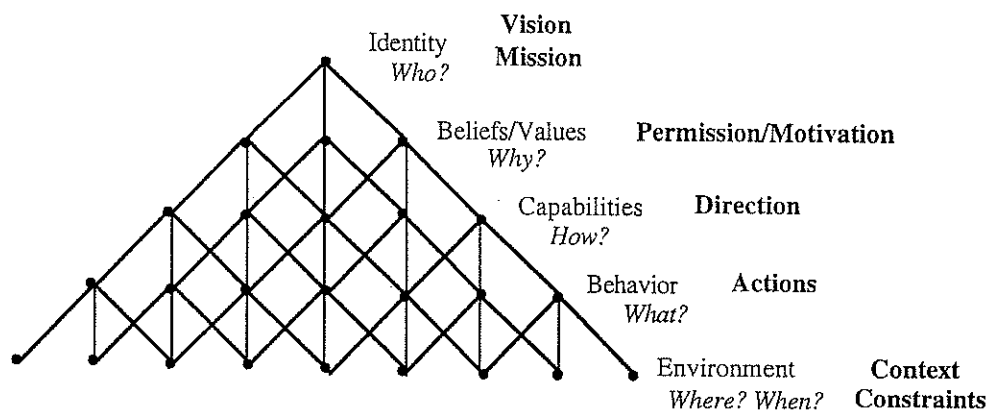 Vision
Identity Mission
Who?
Beliefs/Values Permission/Motivation
Why?
Capabilities Direction
How?
Behavior Actions
What?
Environment Context
Where? When? Constraints